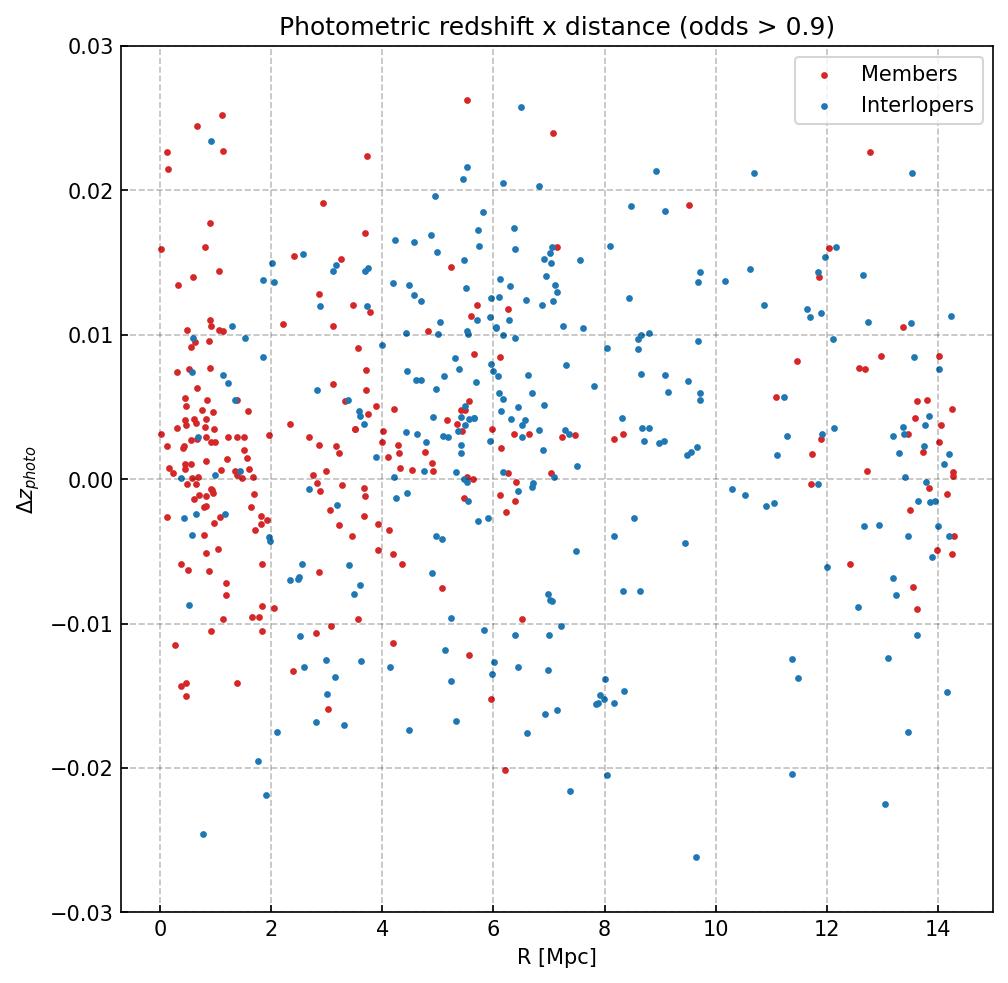 Photometric redshift x distance (odds > 0.9)
Members
Interlopers
0.03
0.02
0.01
0.00
−0.01
−0.02
−0.03
Δz_photo
0 2 4 6 8 10 12 14
R [Mpc]